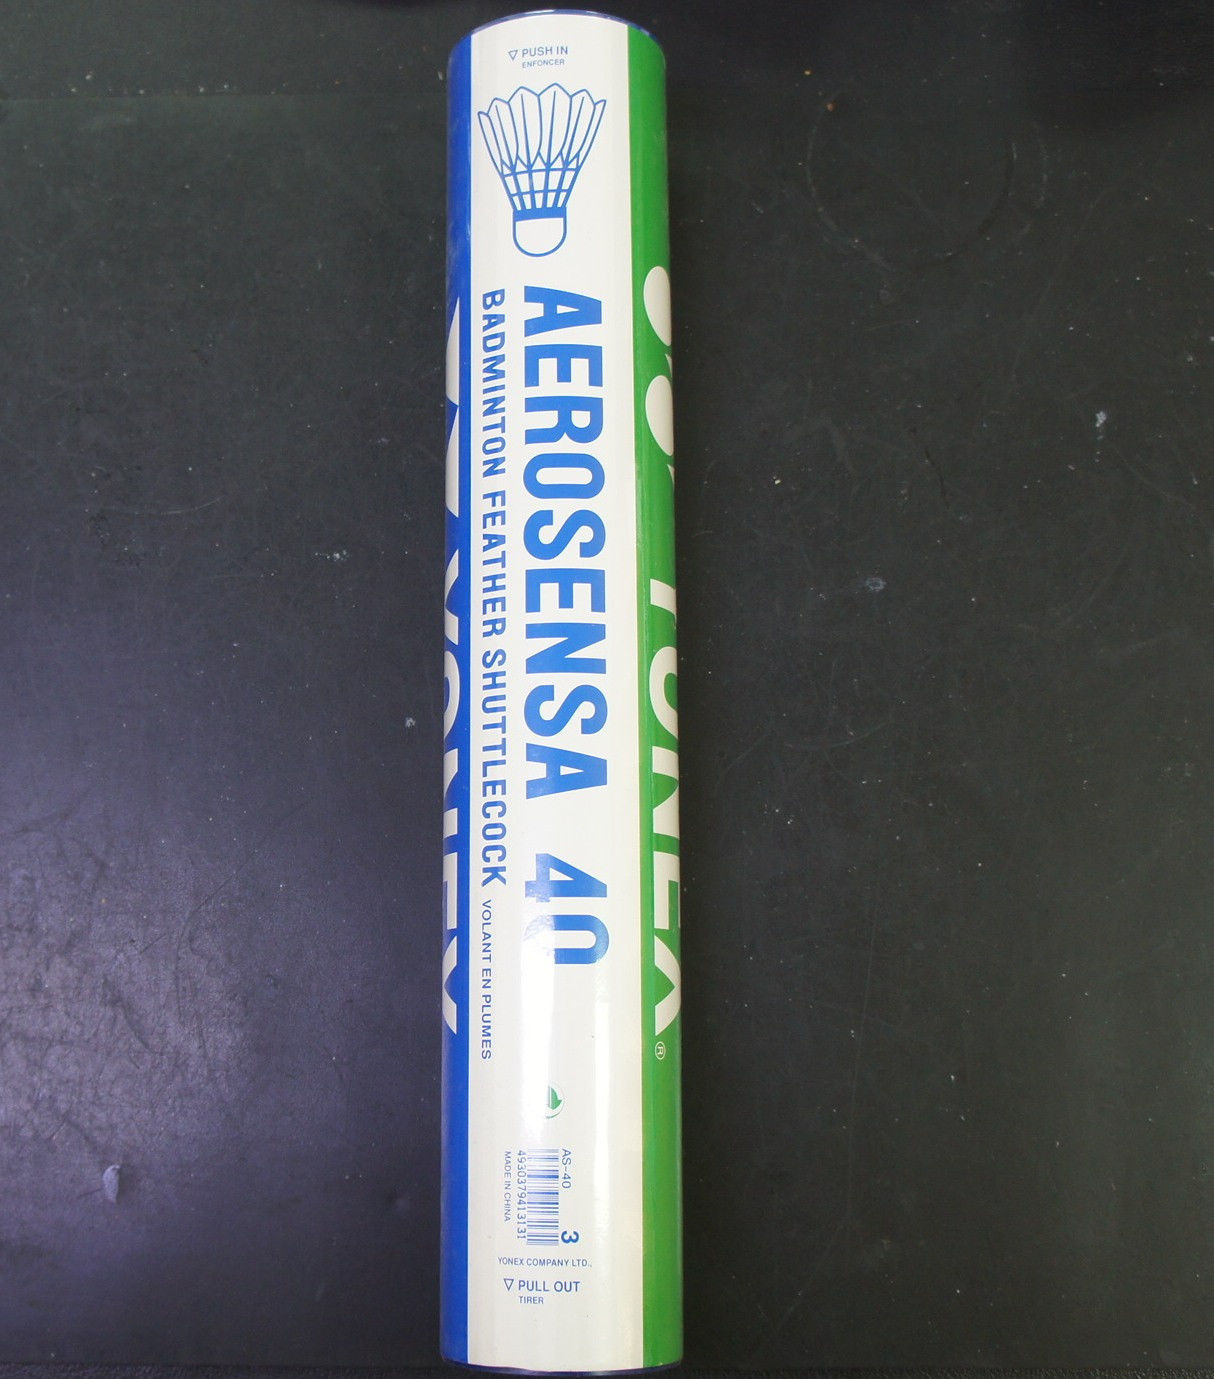 PUSH IN
ENFONCER
AEROSENSA 40
BADMINTON FEATHER SHUTTLECOCK VOLANT EN PLUMES
YONEX
YONEX®
AS-40
3
4930379413131
MADE IN CHINA
YONEX COMPANY LTD.,
PULL OUT
TIRER